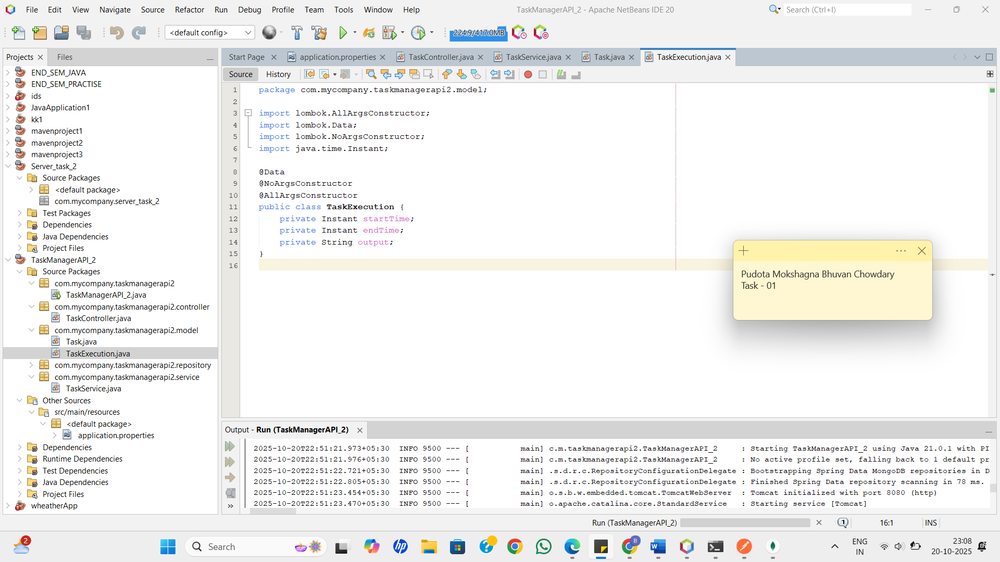 File Edit View Navigate Source Refactor Run Debug Profile Team Tools Window Help
TaskManagerAPI_2 - Apache NetBeans IDE 20
Search (Ctrl+I)
<default config>
224.9/417.0MB
Projects Files
Start Page application.properties TaskController.java TaskService.java Task.java TaskExecution.java
Source History
END_SEM_JAVA
END_SEM_PRACTISE
ids
JavaApplication1
kk1
mavenproject1
mavenproject2
mavenproject3
Server_task_2
Source Packages
<default package>
com.mycompany.server_task_2
Test Packages
Dependencies
Java Dependencies
Project Files
TaskManagerAPI_2
Source Packages
com.mycompany.taskmanagerapi2
TaskManagerAPI_2.java
com.mycompany.taskmanagerapi2.controller
TaskController.java
com.mycompany.taskmanagerapi2.model
Task.java
TaskExecution.java
com.mycompany.taskmanagerapi2.repository
com.mycompany.taskmanagerapi2.service
TaskService.java
Other Sources
src/main/resources
<default package>
application.properties
Dependencies
Runtime Dependencies
Test Dependencies
Java Dependencies
Project Files
wheatherApp
1 package com.mycompany.taskmanagerapi2.model;
2
3 import lombok.AllArgsConstructor;
4 import lombok.Data;
5 import lombok.NoArgsConstructor;
6 import java.time.Instant;
7
8 @Data
9 @NoArgsConstructor
10 @AllArgsConstructor
11 public class TaskExecution {
12 private Instant startTime;
13 private Instant endTime;
14 private String output;
15 }
16
Pudota Mokshagna Bhuvan Chowdary
Task - 01
Output - Run (TaskManagerAPI_2)
2025-10-20T22:51:21.973+05:30 INFO 9500 --- [ main] c.m.taskmanagerapi2.TaskManagerAPI_2 : Starting TaskManagerAPI_2 using Java 21.0.1 with PI
2025-10-20T22:51:21.976+05:30 INFO 9500 --- [ main] c.m.taskmanagerapi2.TaskManagerAPI_2 : No active profile set, falling back to 1 default pr
2025-10-20T22:51:22.721+05:30 INFO 9500 --- [ main] .s.d.r.c.RepositoryConfigurationDelegate : Bootstrapping Spring Data MongoDB repositories in D
2025-10-20T22:51:22.805+05:30 INFO 9500 --- [ main] .s.d.r.c.RepositoryConfigurationDelegate : Finished Spring Data repository scanning in 78 ms.
2025-10-20T22:51:23.454+05:30 INFO 9500 --- [ main] o.s.b.w.embedded.tomcat.TomcatWebServer : Tomcat initialized with port 8080 (http)
2025-10-20T22:51:23.470+05:30 INFO 9500 --- [ main] o.apache.catalina.core.StandardService : Starting service [Tomcat]
Run (TaskManagerAPI_2) 1 16:1 INS
2
Search
hp
B
W
ENG
IN
23:08
20-10-2025